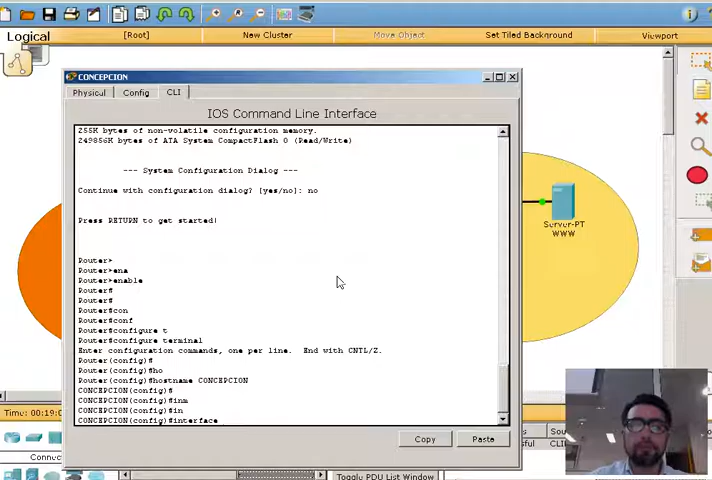 Logical
[Root]
New Cluster
Move Object
Set Tiled Background
Viewport
CONCEPCION
Physical
Config
CLI
IOS Command Line Interface
255K bytes of non-volatile configuration memory.
249856K bytes of ATA System CompactFlash 0 (Read/Write)
--- System Configuration Dialog ---
Continue with configuration dialog? [yes/no]: no
Press RETURN to get started!
Router>
Router>ena
Router>enable
Router#
Router#
Router#con
Router#conf
Router#configure t
Router#configure terminal
Enter configuration commands, one per line. End with CNTL/Z.
Router(config)#
Router(config)#ho
Router(config)#hostname CONCEPCION
CONCEPCION(config)#
CONCEPCION(config)#inm
CONCEPCION(config)#in
CONCEPCION(config)#interface
Copy
Paste
Server-PT
WWW
Time: 00:19:0
Connec
Toggle PDU List Window